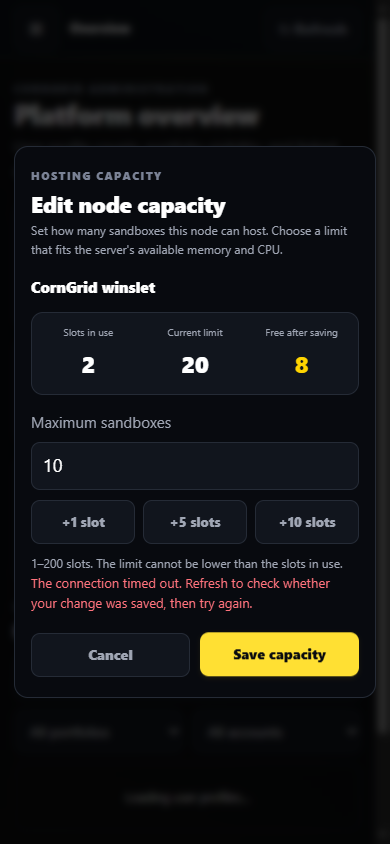 Overview
Refresh
Platform overview
HOSTING CAPACITY
Edit node capacity
Set how many sandboxes this node can host. Choose a limit
that fits the server's available memory and CPU.
CornGrid winslet
Slots in use
Current limit
Free after saving
2
20
8
Maximum sandboxes
10
+1 slot
+5 slots
+10 slots
1–200 slots. The limit cannot be lower than the slots in use.
The connection timed out. Refresh to check whether
your change was saved, then try again.
Cancel
Save capacity